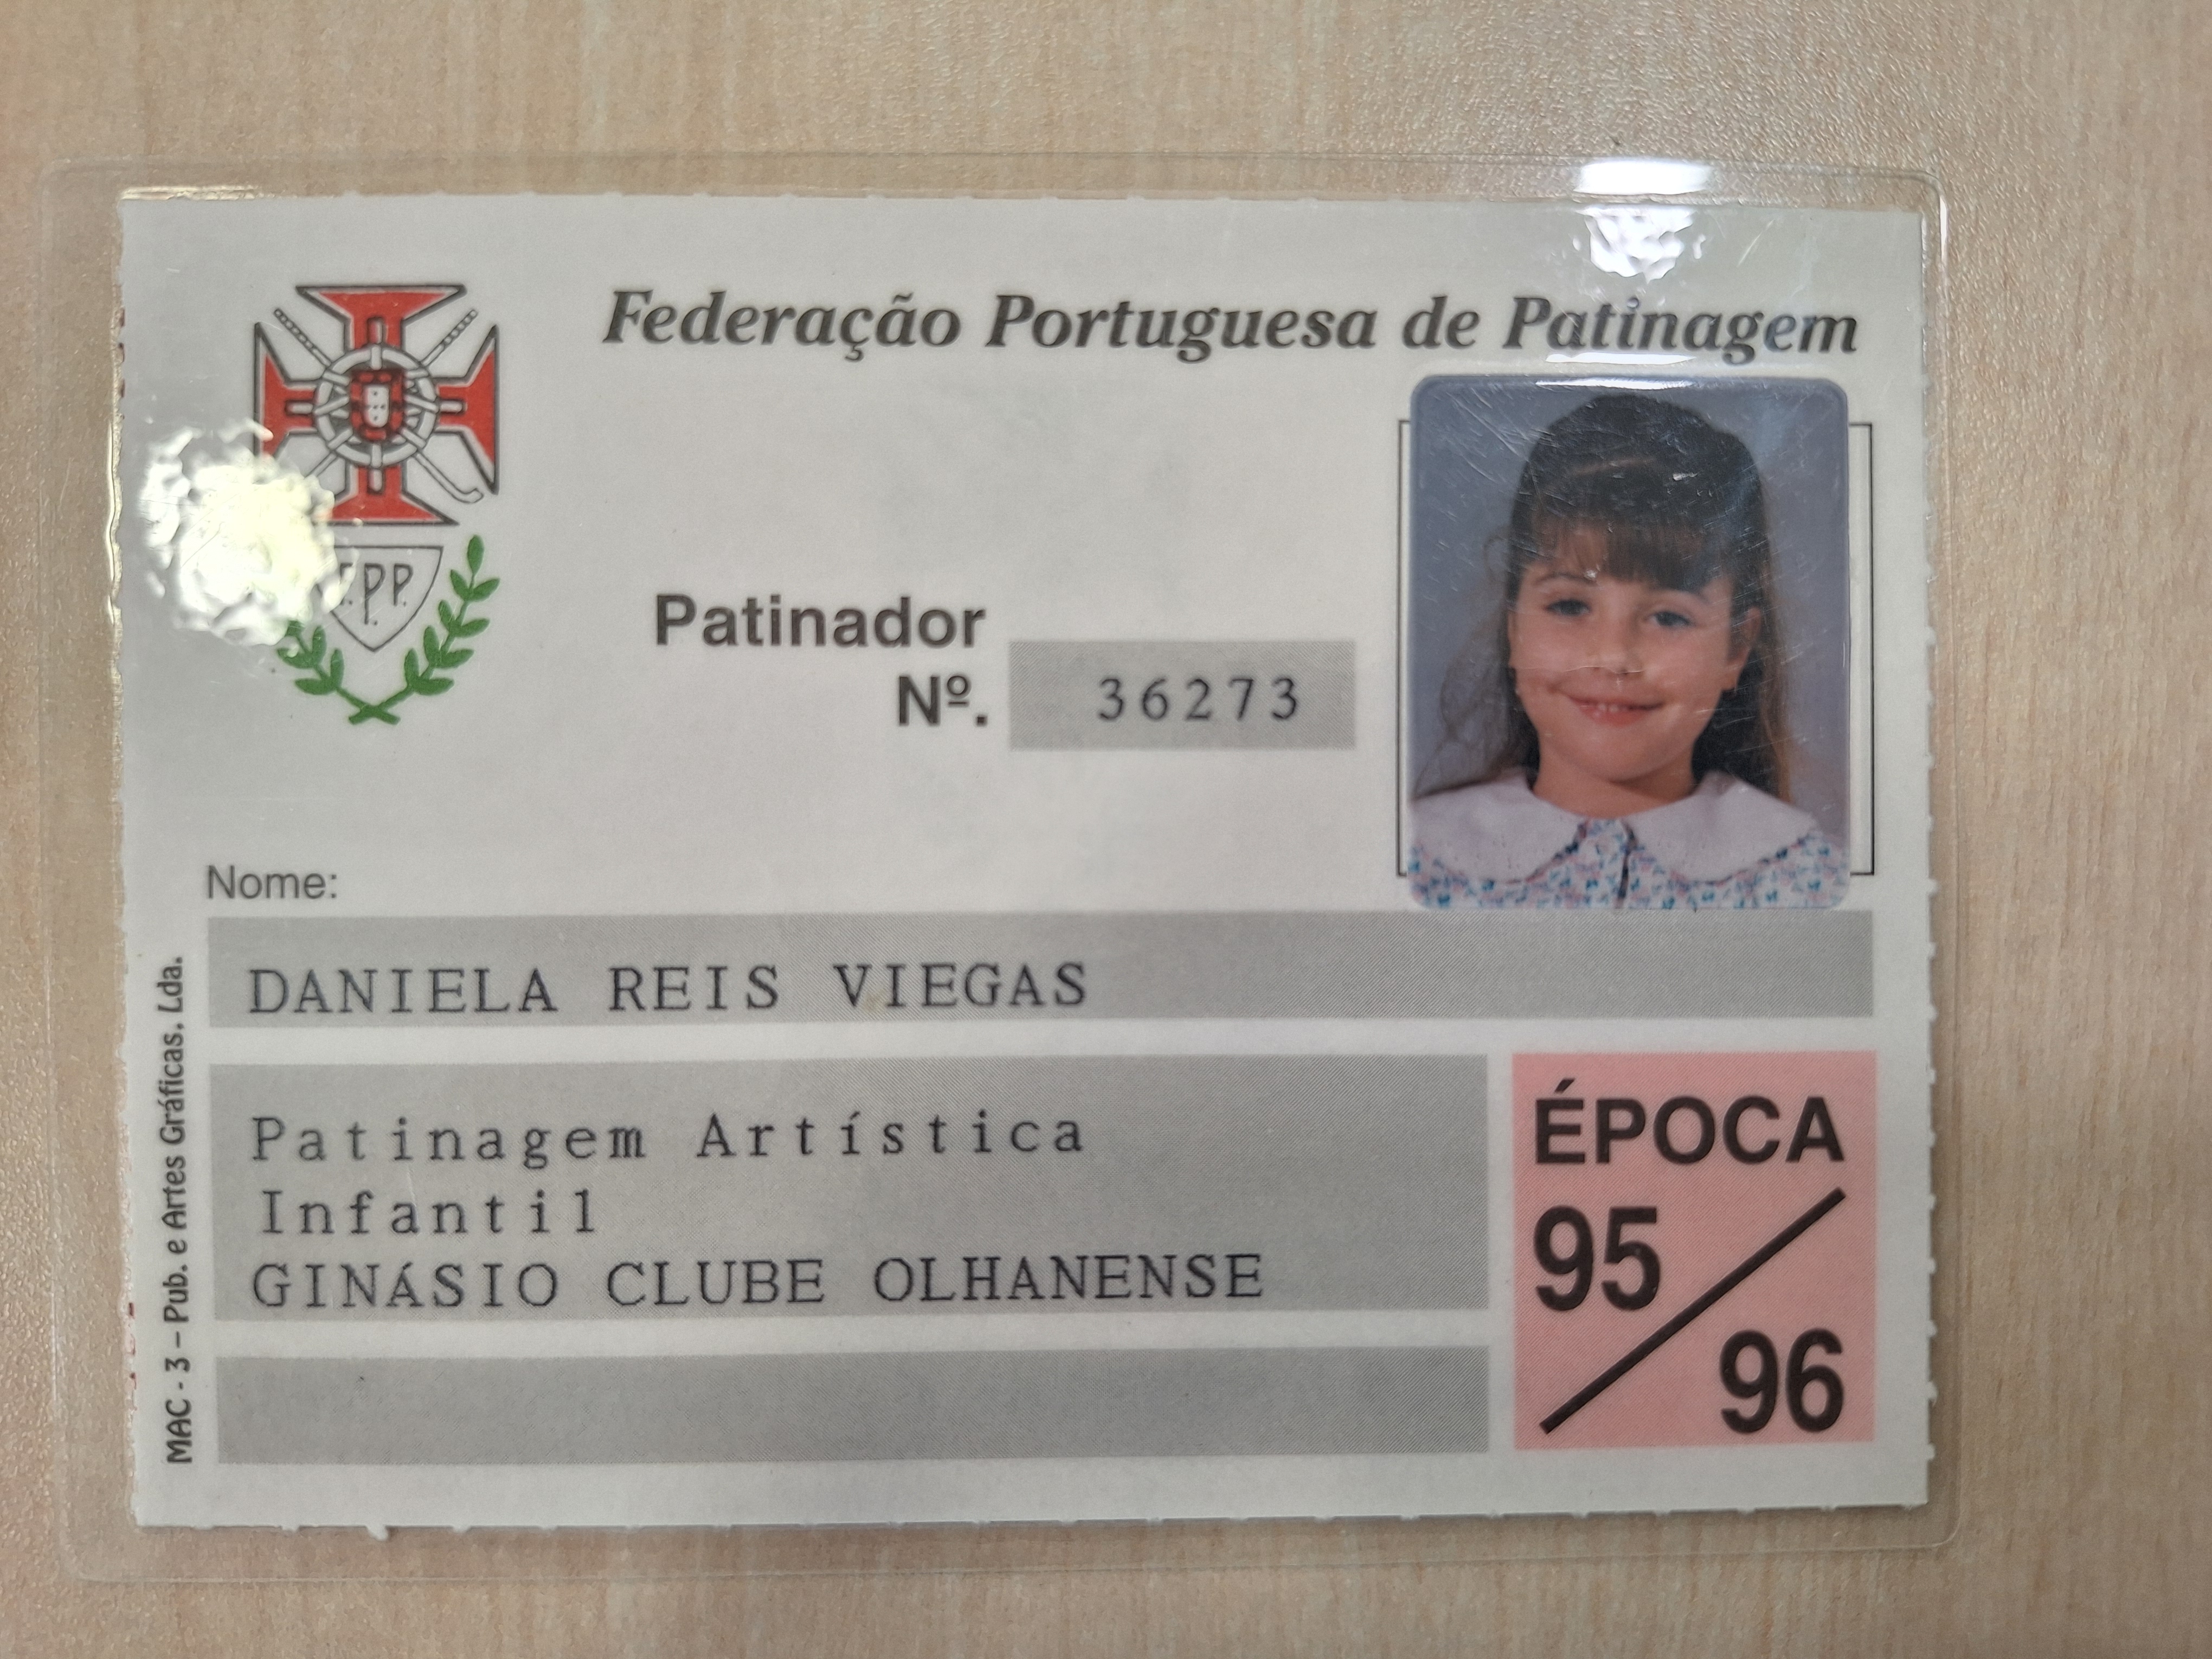 Federação Portuguesa de Patinagem
F.P.P.
Patinador
Nº. 36273
Nome:
DANIELA REIS VIEGAS
Patinagem Artística
Infantil
GINÁSIO CLUBE OLHANENSE
ÉPOCA
95
96
MAC - 3 – Pub. e Artes Gráficas, Lda.